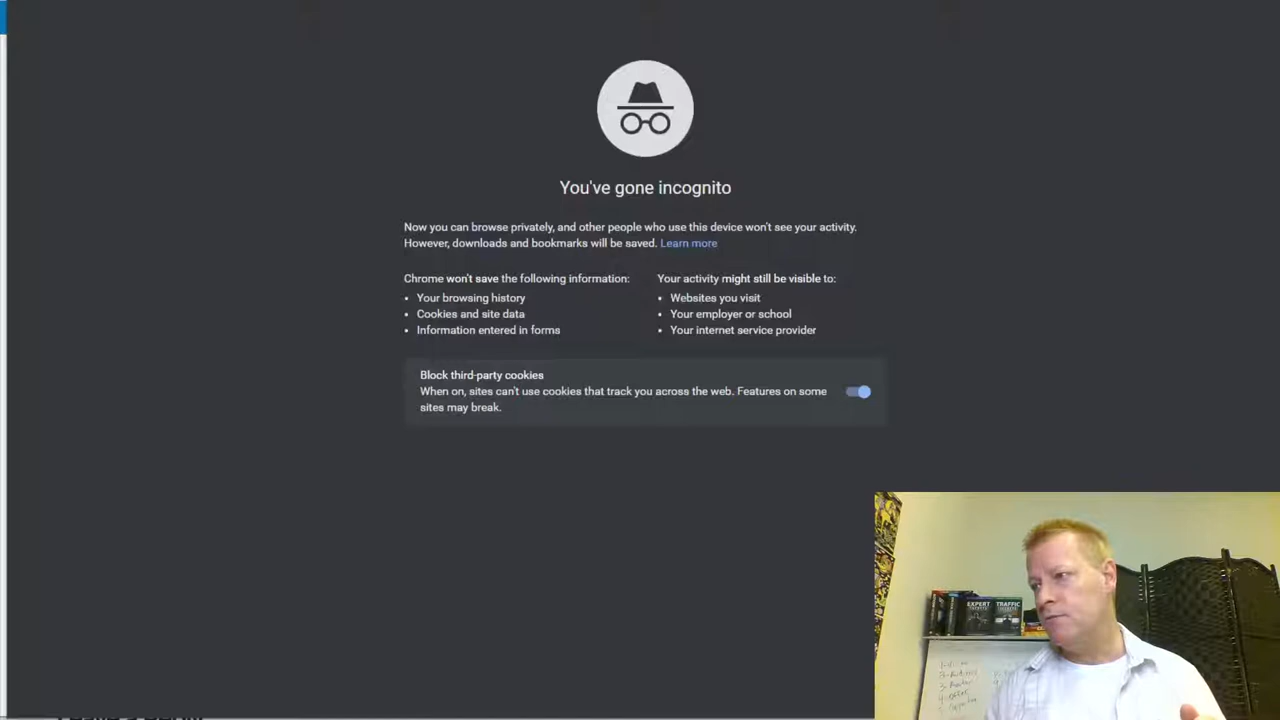 You've gone incognito
Now you can browse privately, and other people who use this device won't see your activity.
However, downloads and bookmarks will be saved. Learn more
Chrome won't save the following information:
• Your browsing history
• Cookies and site data
• Information entered in forms
Your activity might still be visible to:
• Websites you visit
• Your employer or school
• Your internet service provider
Block third-party cookies
When on, sites can't use cookies that track you across the web. Features on some
sites may break.
EXPERT
TRAFFIC